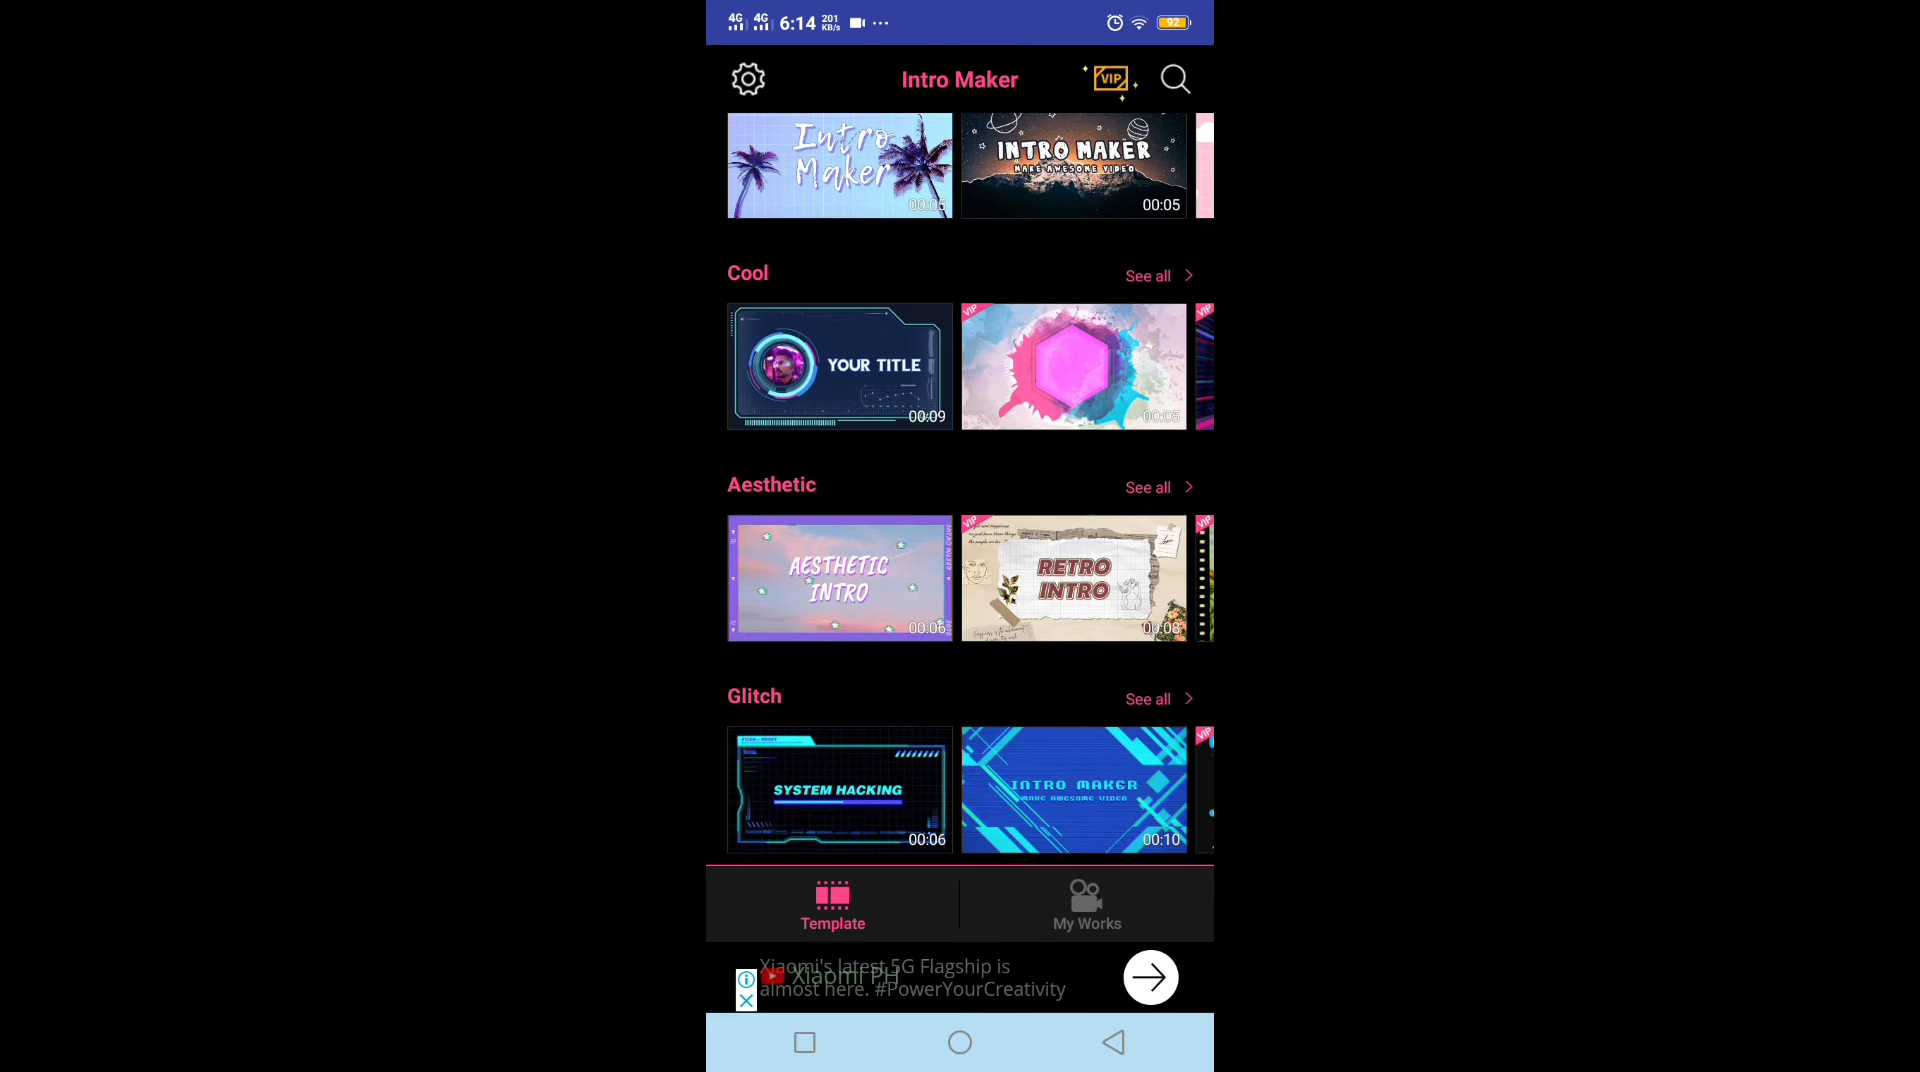 4G 4G 6:14 201 KB/s
92
Intro Maker
VIP
Intro
Maker
00:05
INTRO MAKER
MAKE AWESOME VIDEO
00:05
Cool
See all
YOUR TITLE
00:09
VIP
00:05
VIP
Aesthetic
See all
AESTHETIC
INTRO
00:06
VIP
RETRO
INTRO
00:08
VIP
Glitch
See all
SYSTEM HACKING
00:06
INTRO MAKER
MAKE AWESOME VIDEO
00:10
VIP
Template
My Works
Xiaomi's latest 5G Flagship is
Xiaomi PH
almost here. #PowerYourCreativity